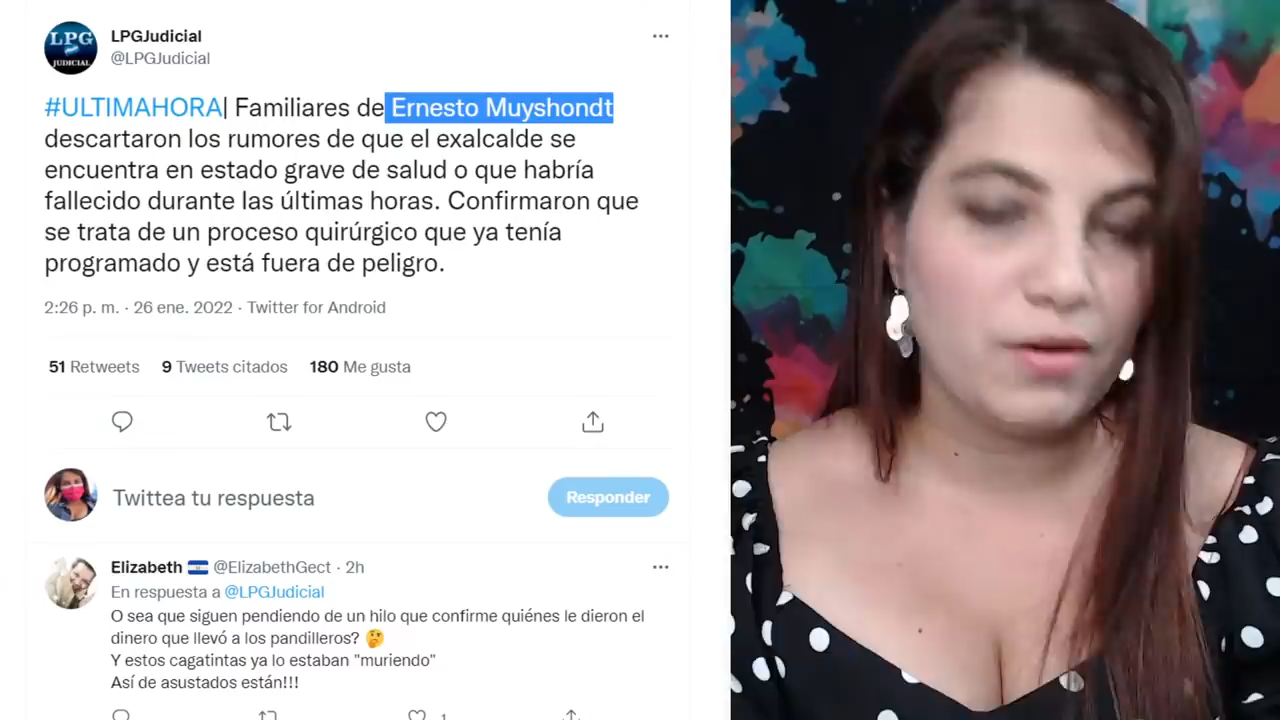 LPGJudicial
@LPGJudicial
LPG
JUDICIAL
#ULTIMAHORA| Familiares de Ernesto Muyshondt
descartaron los rumores de que el exalcalde se
encuentra en estado grave de salud o que habría
fallecido durante las últimas horas. Confirmaron que
se trata de un proceso quirúrgico que ya tenía
programado y está fuera de peligro.
2:26 p. m. · 26 ene. 2022 · Twitter for Android
51 Retweets 9 Tweets citados 180 Me gusta
Twittea tu respuesta
Responder
Elizabeth 🇸🇻 @ElizabethGect · 2h
En respuesta a @LPGJudicial
O sea que siguen pendiendo de un hilo que confirme quiénes le dieron el
dinero que llevó a los pandilleros? 🤔
Y estos cagatintas ya lo estaban "muriendo"
Así de asustados están!!!
1